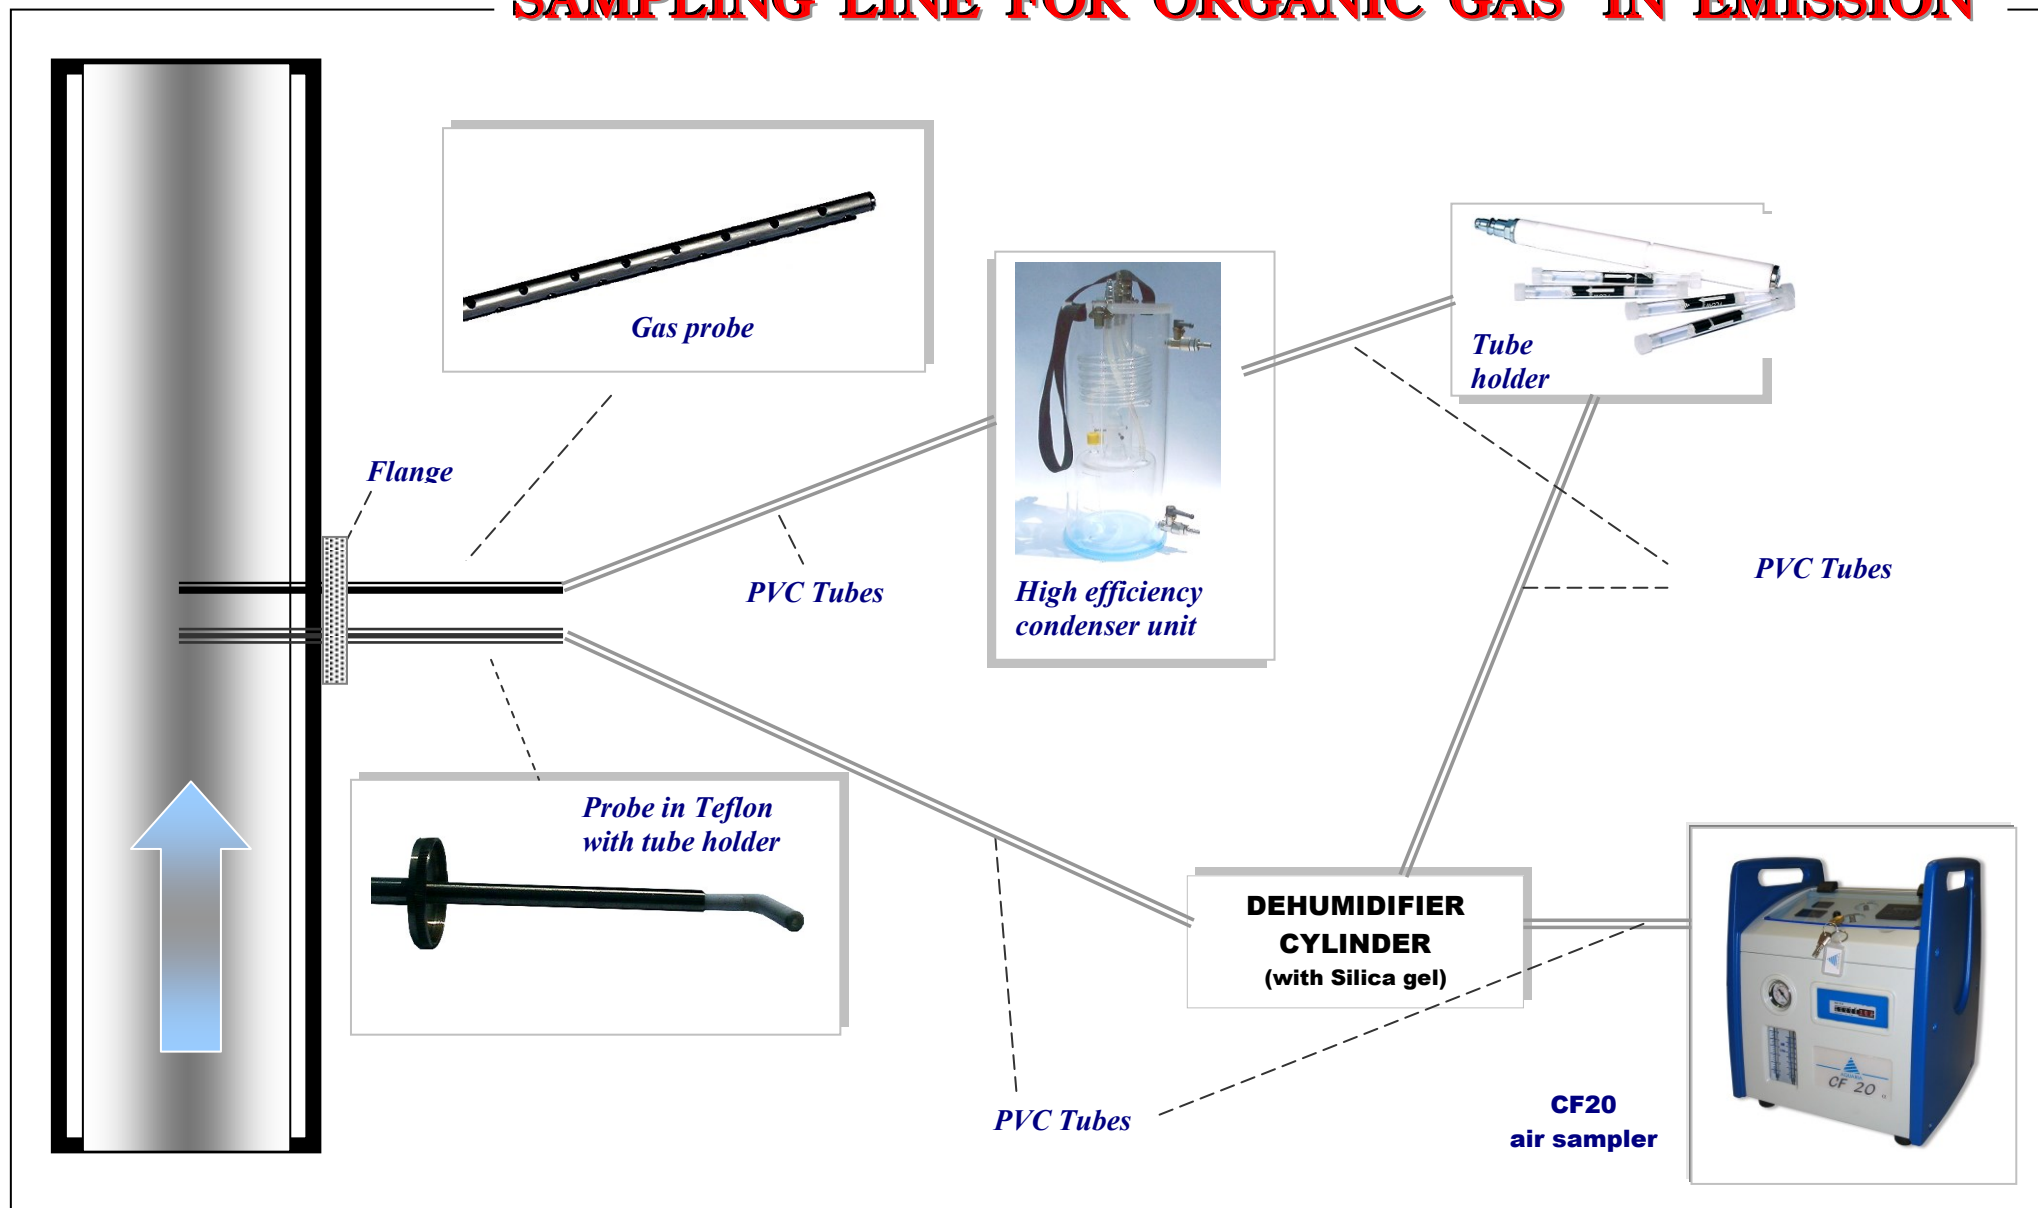 SAMPLING LINE FOR ORGANIC GAS IN EMISSION
Gas probe
Tube
holder
Flange
PVC Tubes
High efficiency
condenser unit
PVC Tubes
Probe in Teflon
with tube holder
DEHUMIDIFIER
CYLINDER
(with Silica gel)
PVC Tubes
CF20
air sampler
CF 20